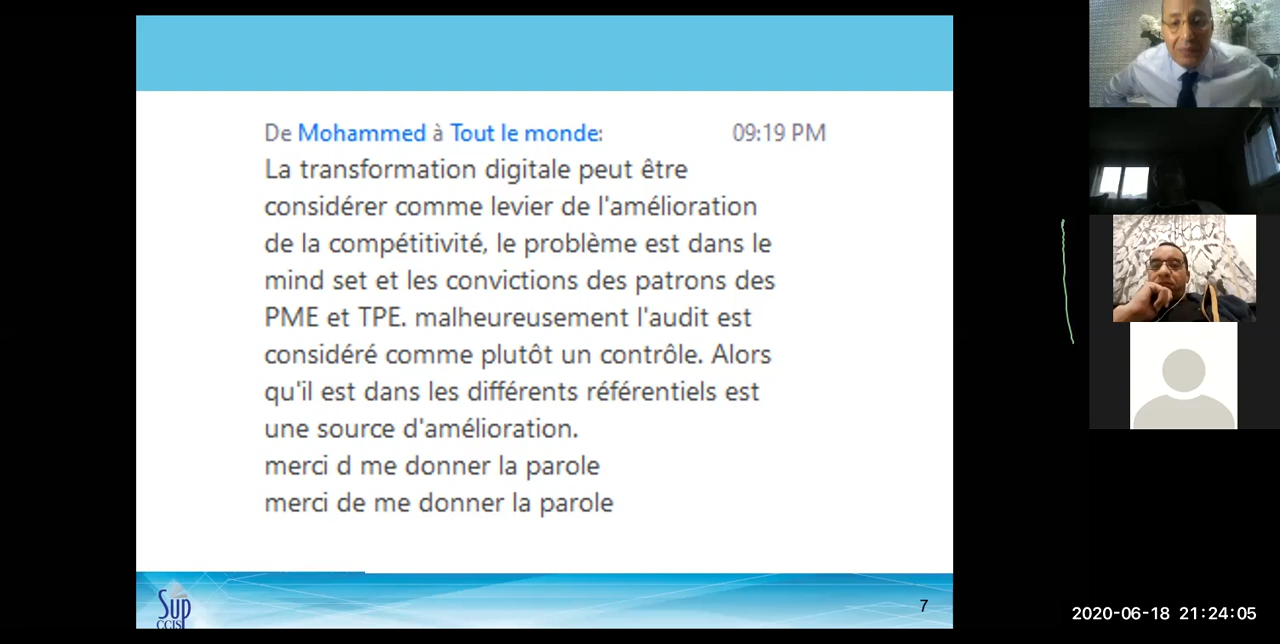 De Mohammed à Tout le monde: 09:19 PM
La transformation digitale peut être
considérer comme levier de l'amélioration
de la compétitivité, le problème est dans le
mind set et les convictions des patrons des
PME et TPE. malheureusement l'audit est
considéré comme plutôt un contrôle. Alors
qu'il est dans les différents référentiels est
une source d'amélioration.
merci d me donner la parole
merci de me donner la parole
Sup
CCIS
7
2020-06-18 21:24:05